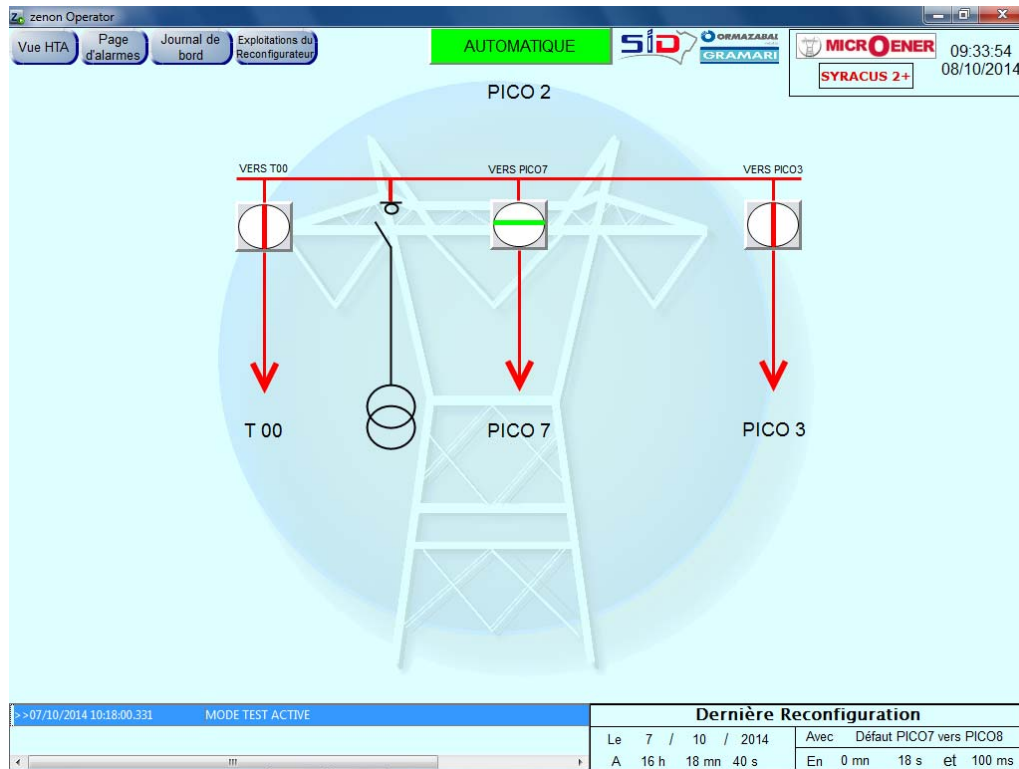 zenon Operator
Vue HTA
Page d'alarmes
Journal de bord
Exploitations du Reconfigurateur
AUTOMATIQUE
SID
ORMAZABAL
GRAMARI
MICROENER
SYRACUS 2+
09:33:54
08/10/2014
PICO 2
VERS T00
VERS PICO7
VERS PICO3
T 00
PICO 7
PICO 3
>>07/10/2014 10:18:00.331 MODE TEST ACTIVE
Dernière Reconfiguration
Le 7 / 10 / 2014
Avec Défaut PICO7 vers PICO8
A 16 h 18 mn 40 s
En 0 mn 18 s et 100 ms